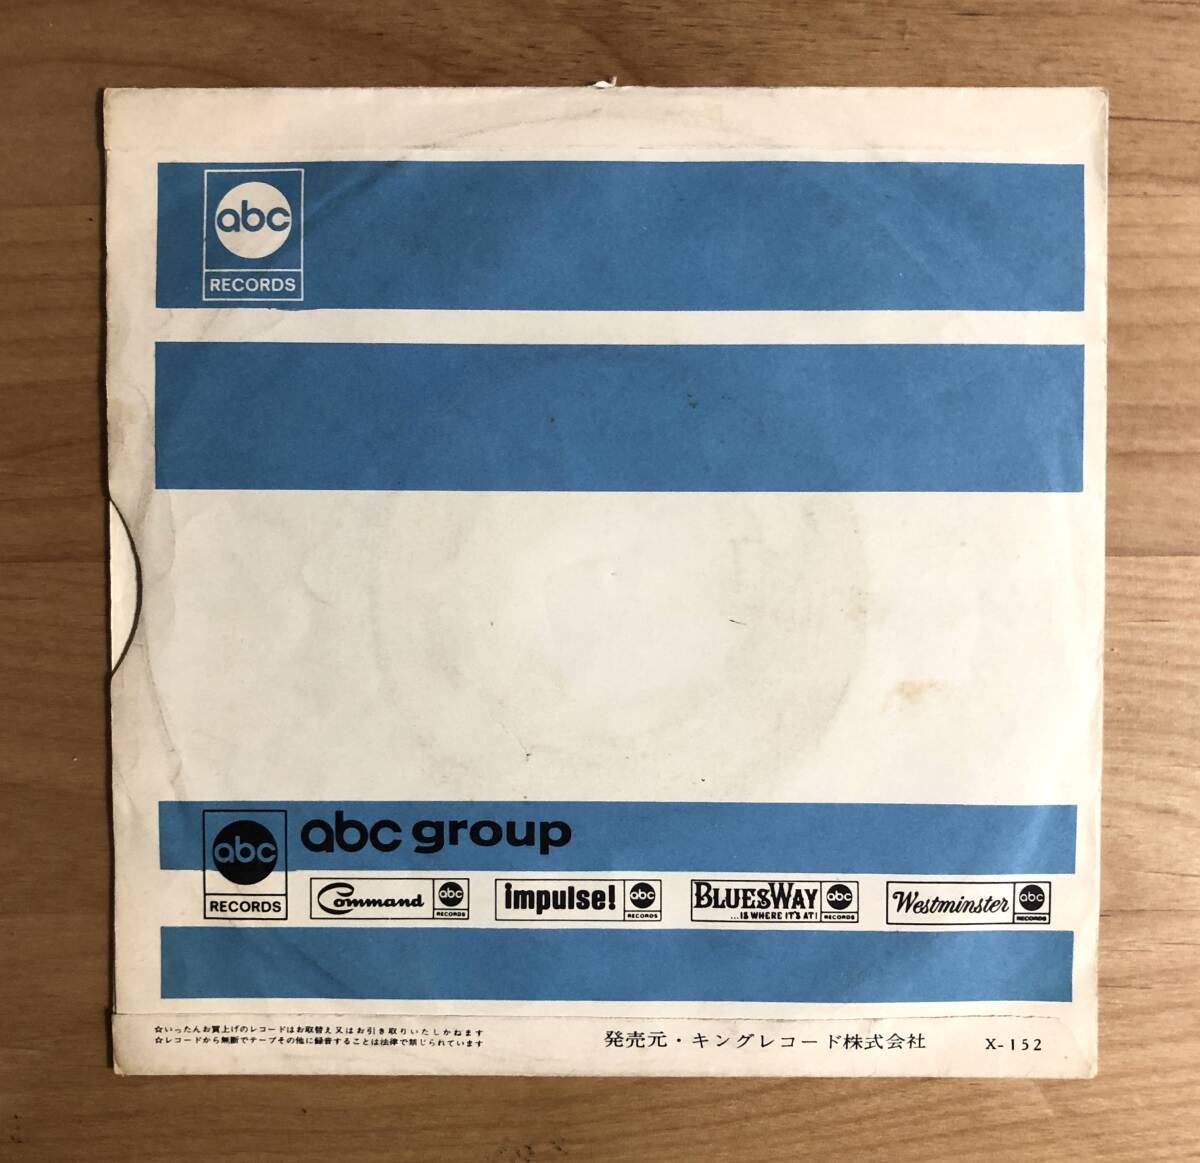 abc
RECORDS
abc group
abc
RECORDS
Command abc RECORDS
impulse! abc RECORDS
BLUESWAY ...IS WHERE IT'S AT! abc RECORDS
Westminster abc RECORDS
☆いったんお買上げのレコードはお取替え又はお引き取りいたしかねます
☆レコードから無断でテープその他に録音することは法律で禁じられています
発売元・キングレコード株式会社 X-152